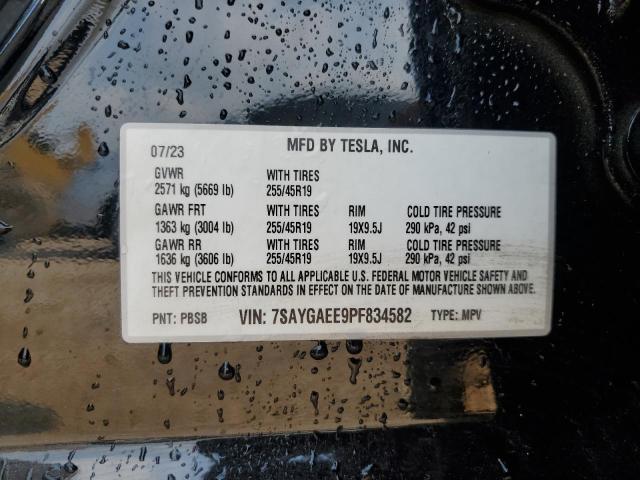 07/23 MFD BY TESLA, INC.
GVWR WITH TIRES
2571 kg (5669 lb) 255/45R19
GAWR FRT WITH TIRES RIM COLD TIRE PRESSURE
1363 kg (3004 lb) 255/45R19 19X9.5J 290 kPa, 42 psi
GAWR RR WITH TIRES RIM COLD TIRE PRESSURE
1636 kg (3606 lb) 255/45R19 19X9.5J 290 kPa, 42 psi
THIS VEHICLE CONFORMS TO ALL APPLICABLE U.S. FEDERAL MOTOR VEHICLE SAFETY AND
THEFT PREVENTION STANDARDS IN EFFECT ON THE DATE OF MANUFACTURE SHOWN ABOVE.
PNT: PBSB VIN: 7SAYGAEE9PF834582 TYPE: MPV